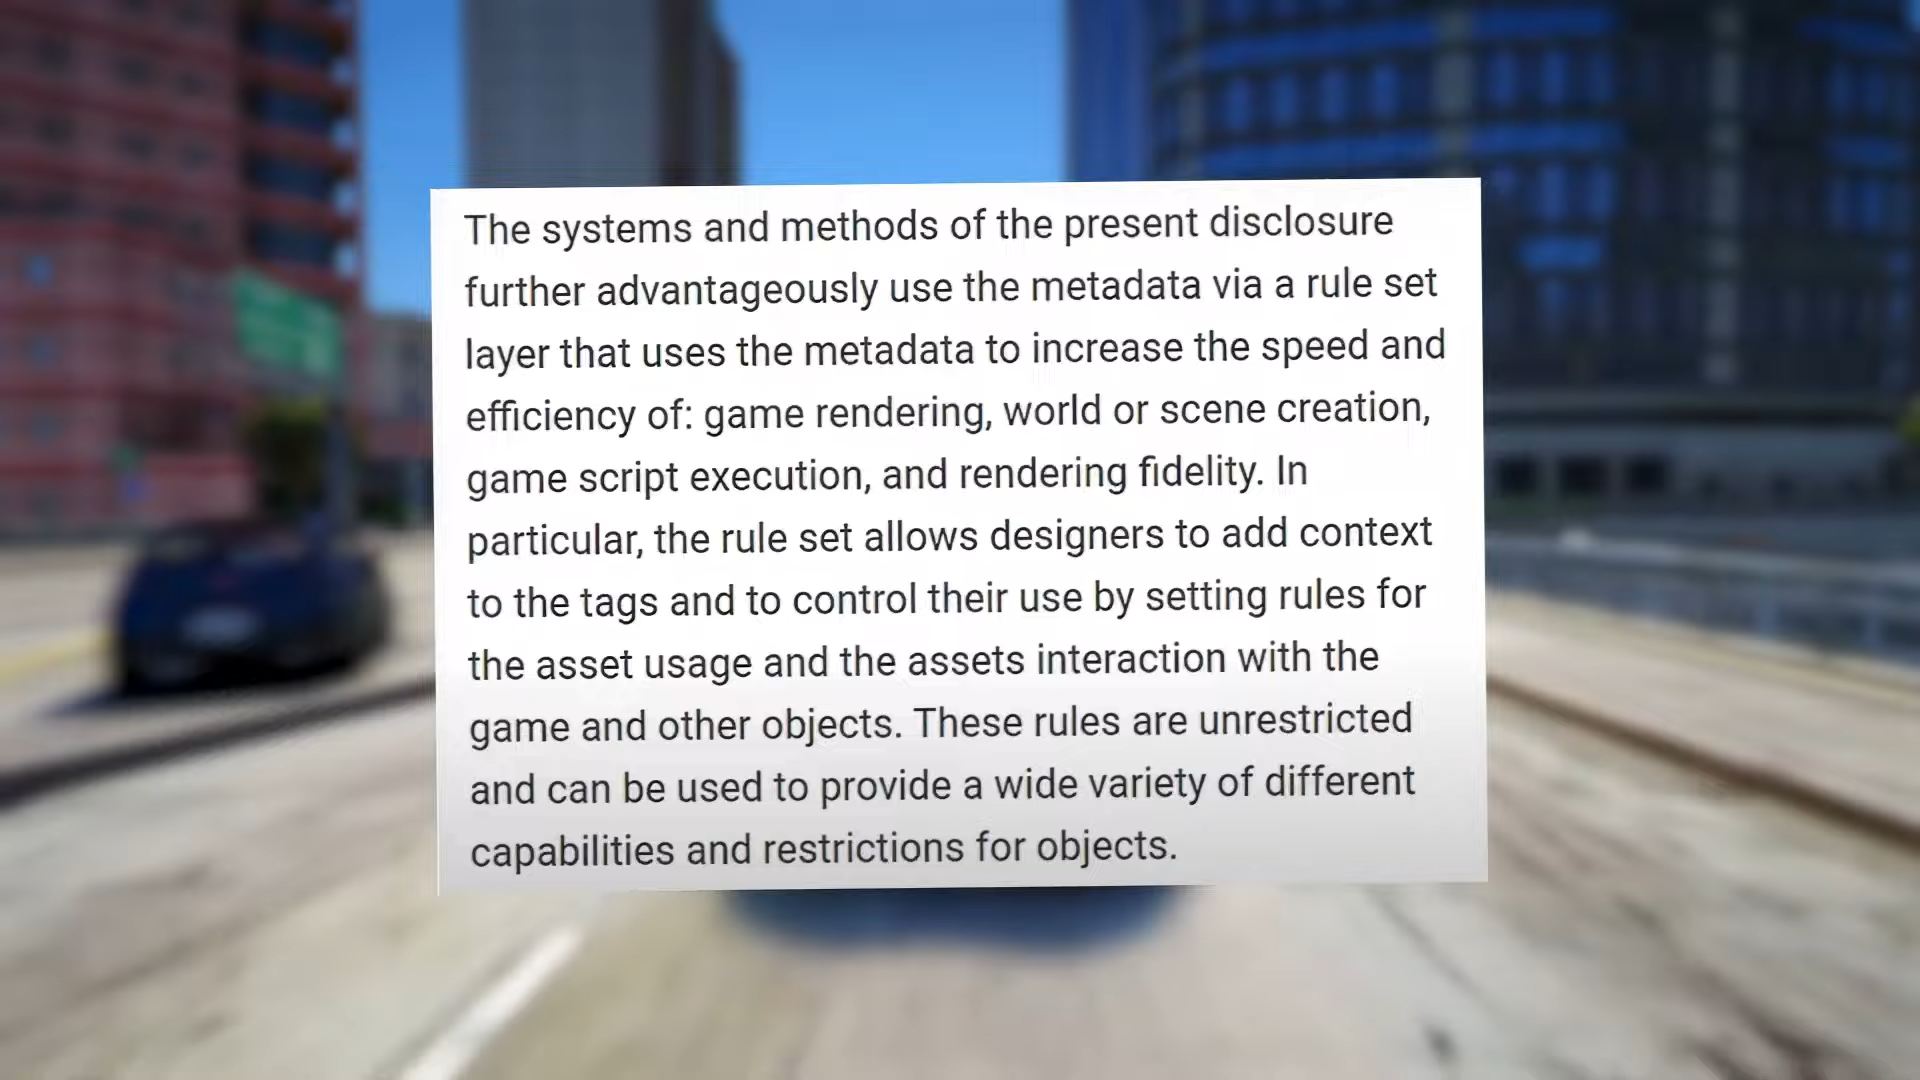 The systems and methods of the present disclosure
further advantageously use the metadata via a rule set
layer that uses the metadata to increase the speed and
efficiency of: game rendering, world or scene creation,
game script execution, and rendering fidelity. In
particular, the rule set allows designers to add context
to the tags and to control their use by setting rules for
the asset usage and the assets interaction with the
game and other objects. These rules are unrestricted
and can be used to provide a wide variety of different
capabilities and restrictions for objects.